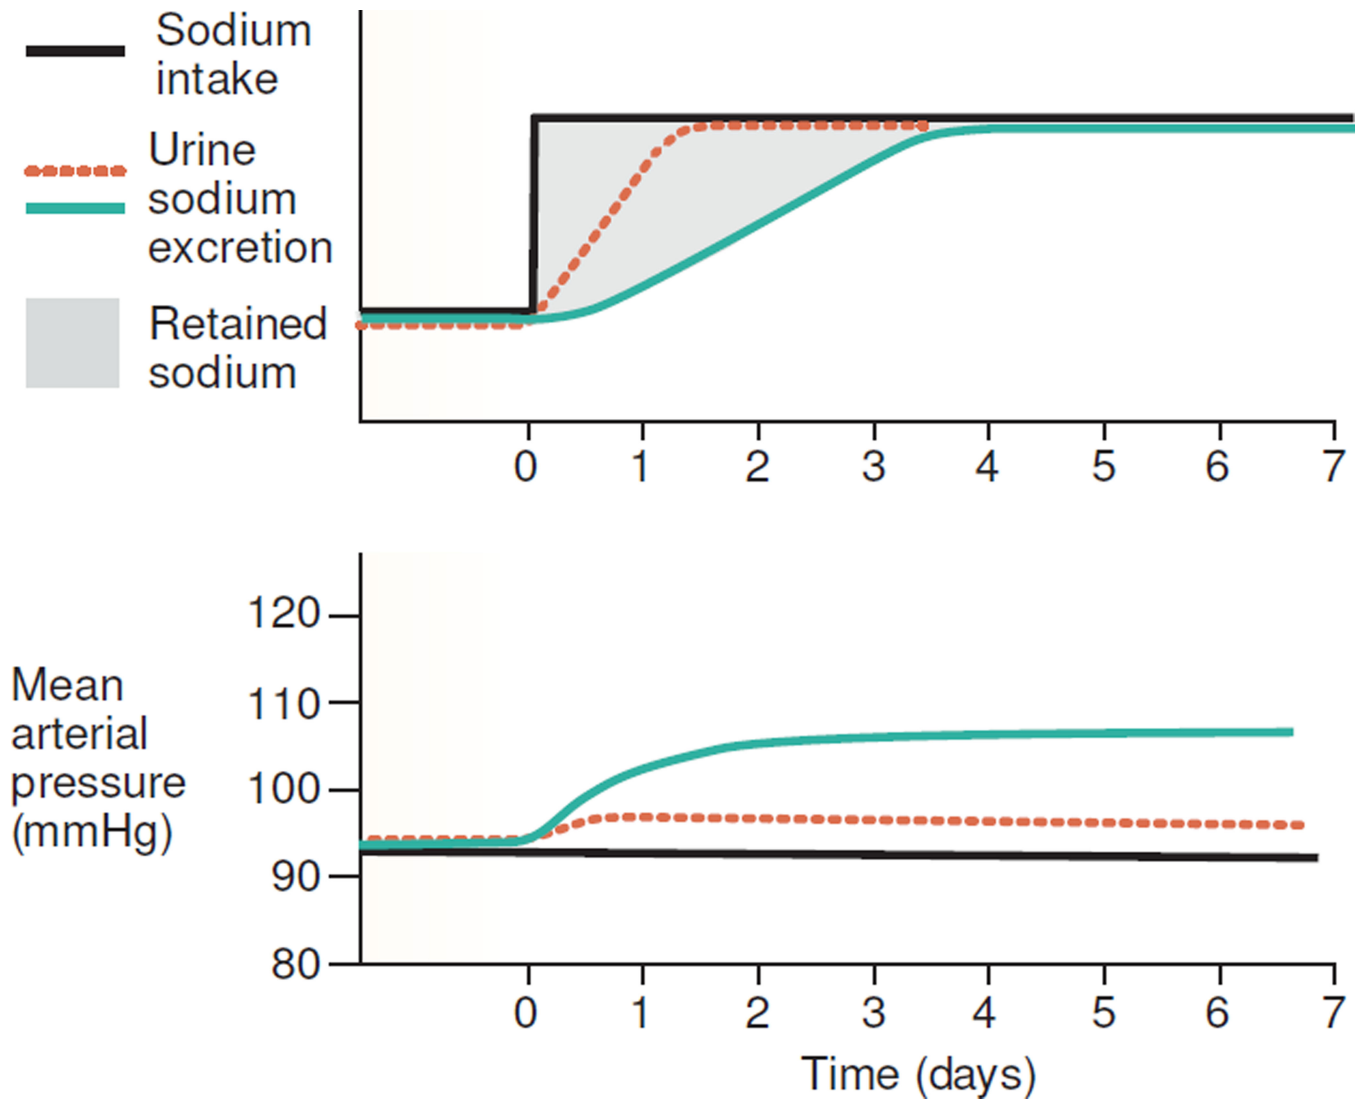 Sodium
intake
Urine
sodium
excretion
Retained
sodium
0 1 2 3 4 5 6 7
120
110
100
90
80
Mean
arterial
pressure
(mmHg)
0 1 2 3 4 5 6 7
Time (days)